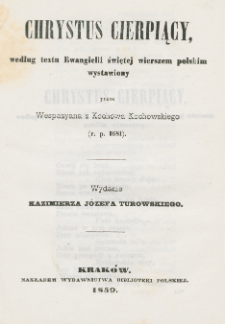 CHRYSTUS CIERPIĄCY,
według textu Ewangielii świętej wierszem polskim
wystawiony
przez
Wespazyana z Kochowa Kochowskiego
(r. p. 1681).
Wydanie
KAZIMIERZA JÓZEFA TUROWSKIEGO.
KRAKÓW,
NAKŁADEM WYDAWNICTWA BIBLIOTEKI POLSKIEJ.
1859.